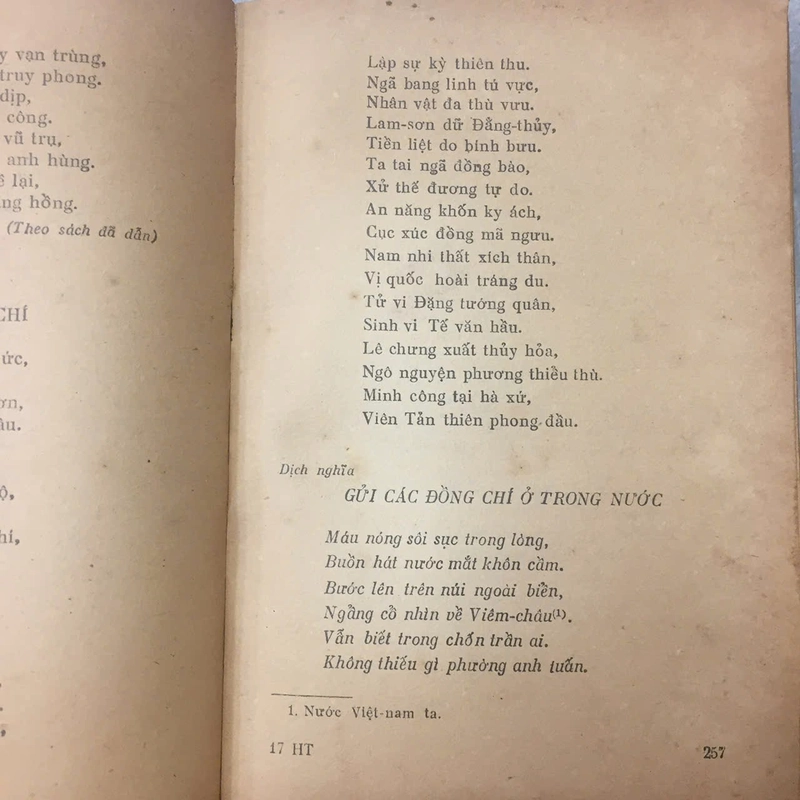 vạn trùng,
truy phong.
dịp,
công.
vũ trụ,
anh hùng.
lại,
hồng.
(Theo sách đã dẫn)
CHÍ
Lập sự kỳ thiên thu.
Ngã bang linh tú vực,
Nhân vật đa thù vưu.
Lam-sơn dữ Đằng-thủy,
Tiền liệt do bính bưu.
Ta tai ngã đồng bào,
Xử thế đương tự do.
An năng khốn ky ách,
Cục xúc đồng mã ngưu.
Nam nhi thất xích thân,
Vị quốc hoài tráng du.
Tử vi Đặng tướng quân,
Sinh vi Tế văn hầu.
Lê chưng xuất thủy hỏa,
Ngô nguyện phương thiều thù.
Minh công tại hà xứ,
Viên Tản thiên phong đầu.
Dịch nghĩa
GỬI CÁC ĐỒNG CHÍ Ở TRONG NƯỚC
Máu nóng sôi sục trong lòng,
Buồn hát nước mắt khôn cầm.
Bước lên trên núi ngoài biển,
Ngẩng cổ nhìn về Viêm-châu(1).
Vẫn biết trong chốn trần ai.
Không thiếu gì phường anh tuấn.
1. Nước Việt-nam ta.
17 HT
257